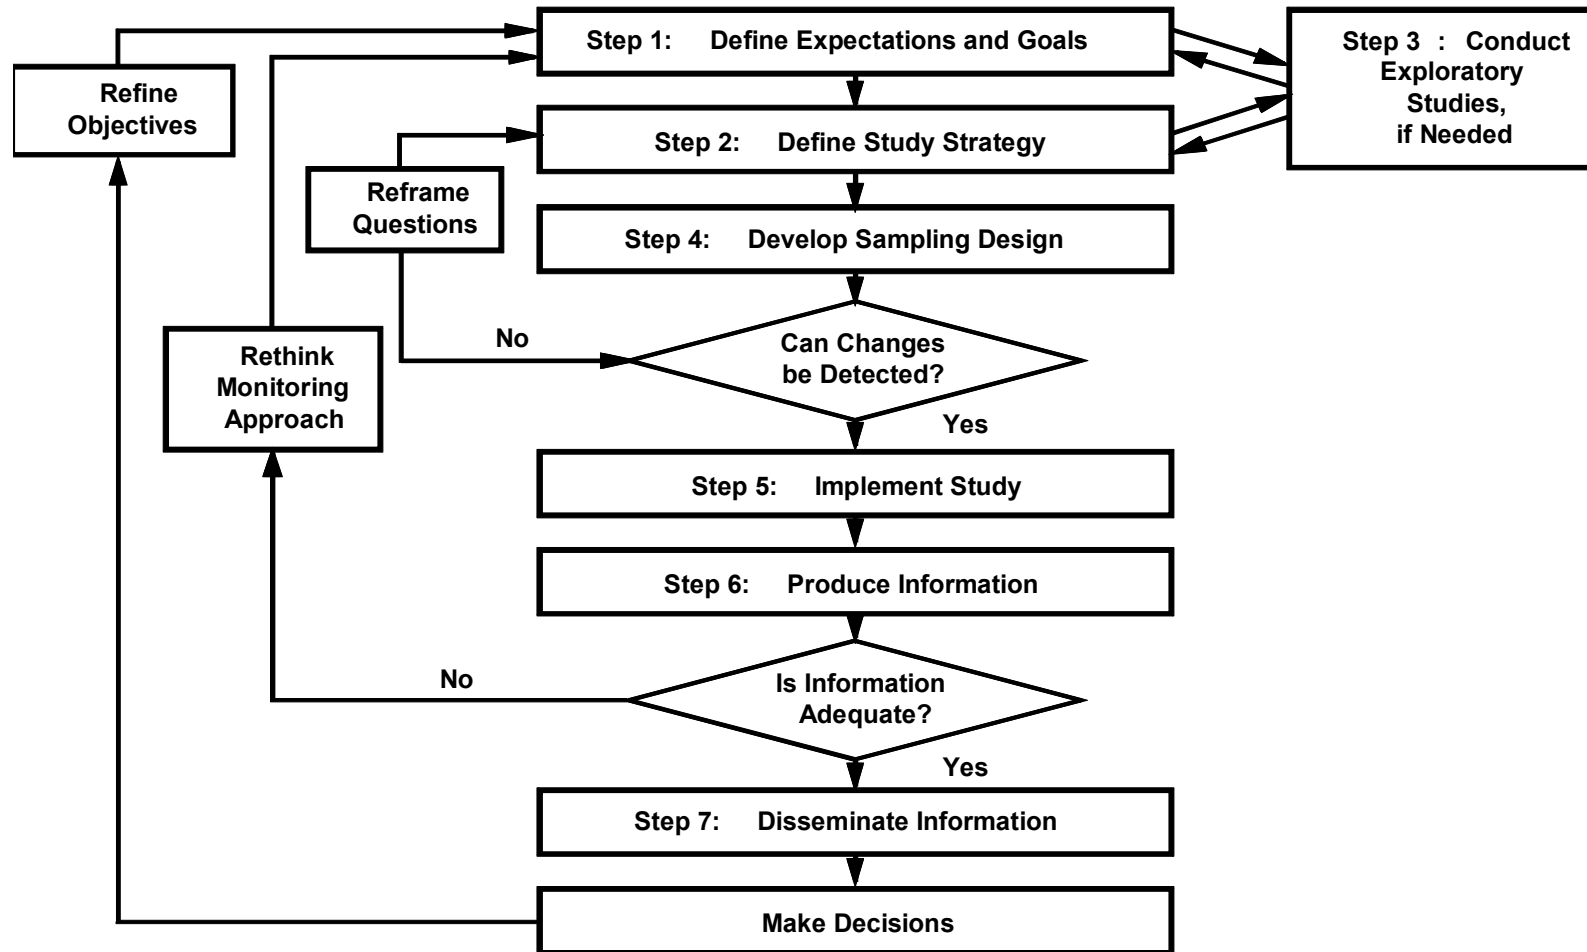 Step 1: Define Expectations and Goals
Step 3 : Conduct
Exploratory
Studies,
if Needed
Refine
Objectives
Step 2: Define Study Strategy
Reframe
Questions
Step 4: Develop Sampling Design
No
Can Changes
be Detected?
Rethink
Monitoring
Approach
Yes
Step 5: Implement Study
Step 6: Produce Information
No
Is Information
Adequate?
Yes
Step 7: Disseminate Information
Make Decisions